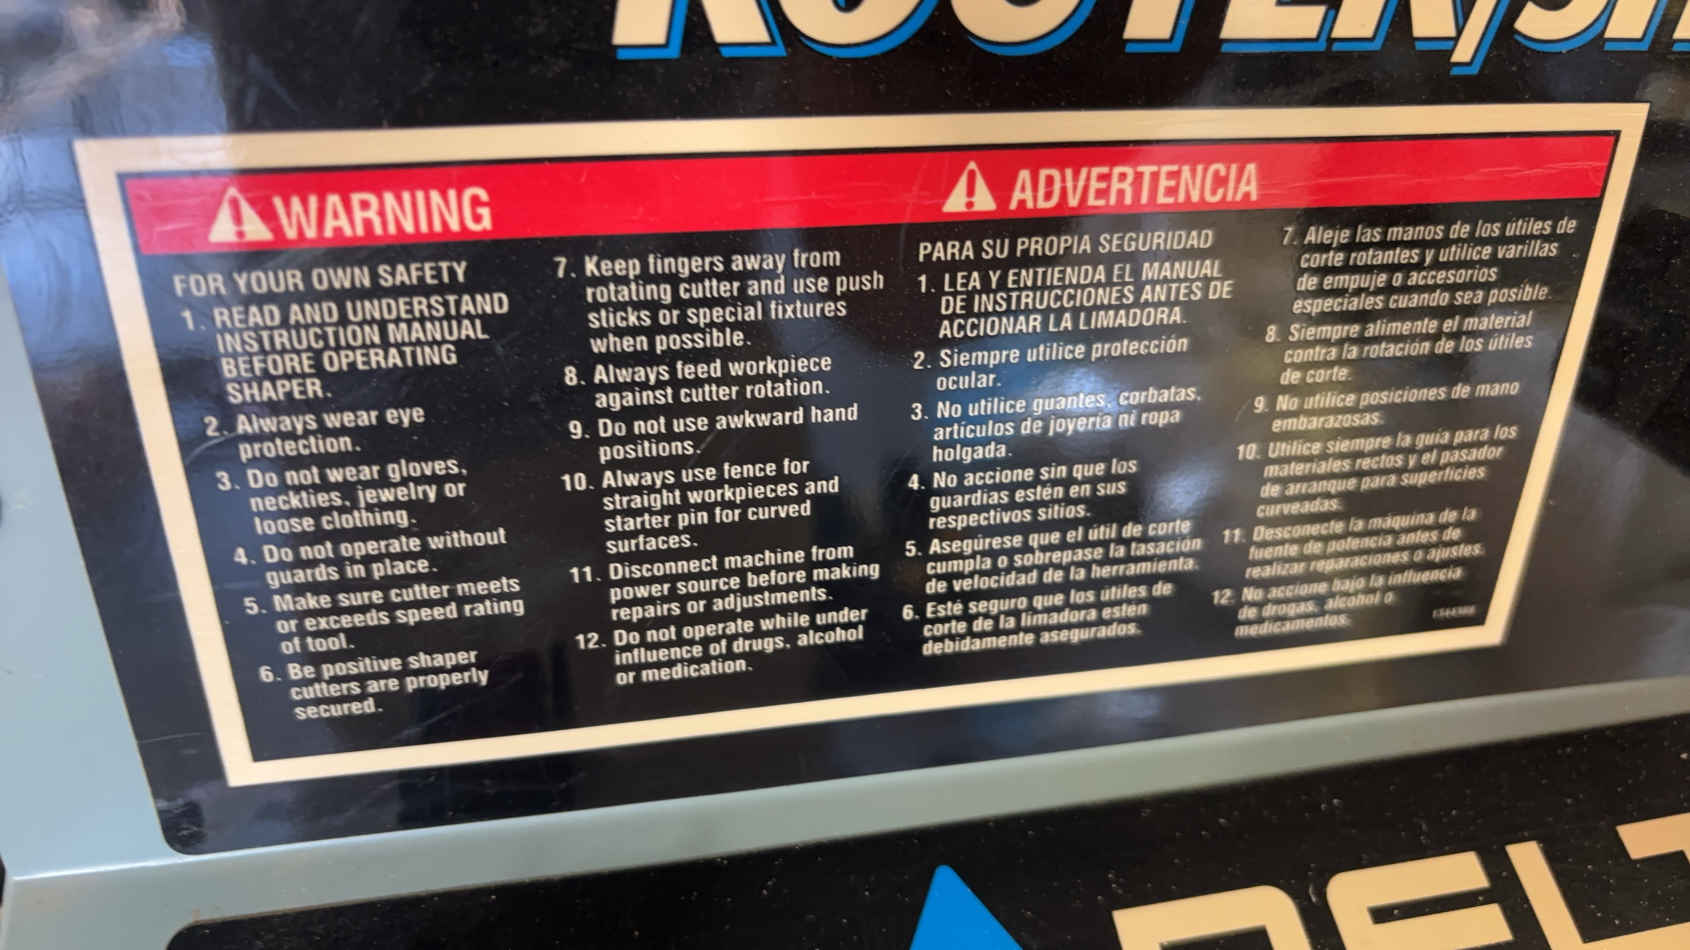 ROUTER/SH
WARNING
FOR YOUR OWN SAFETY
1. READ AND UNDERSTAND
INSTRUCTION MANUAL
BEFORE OPERATING
SHAPER.
2. Always wear eye
protection.
3. Do not wear gloves,
neckties, jewelry or
loose clothing.
4. Do not operate without
guards in place.
5. Make sure cutter meets
or exceeds speed rating
of tool.
6. Be positive shaper
cutters are properly
secured.
7. Keep fingers away from
rotating cutter and use push
sticks or special fixtures
when possible.
8. Always feed workpiece
against cutter rotation.
9. Do not use awkward hand
positions.
10. Always use fence for
straight workpieces and
starter pin for curved
surfaces.
11. Disconnect machine from
power source before making
repairs or adjustments.
12. Do not operate while under
influence of drugs, alcohol
or medication.
ADVERTENCIA
PARA SU PROPIA SEGURIDAD
1. LEA Y ENTIENDA EL MANUAL
DE INSTRUCCIONES ANTES DE
ACCIONAR LA LIMADORA.
2. Siempre utilice protección
ocular.
3. No utilice guantes, corbatas,
artículos de joyería ni ropa
holgada.
4. No accione sin que los
guardias estén en sus
respectivos sitios.
5. Asegúrese que el útil de corte
cumpla o sobrepase la tasación
de velocidad de la herramienta.
6. Esté seguro que los útiles de
corte de la limadora estén
debidamente asegurados.
7. Aleje las manos de los útiles de
corte rotantes y utilice varillas
de empuje o accesorios
especiales cuando sea posible.
8. Siempre alimente el material
contra la rotación de los útiles
de corte.
9. No utilice posiciones de mano
embarazosas.
10. Utilice siempre la guía para los
materiales rectos y el pasador
de arranque para superficies
curveadas.
11. Desconecte la máquina de la
fuente de potencia antes de
realizar reparaciones o ajustes.
12. No accione bajo la influencia
de drogas, alcohol o
medicamentos.
DELT